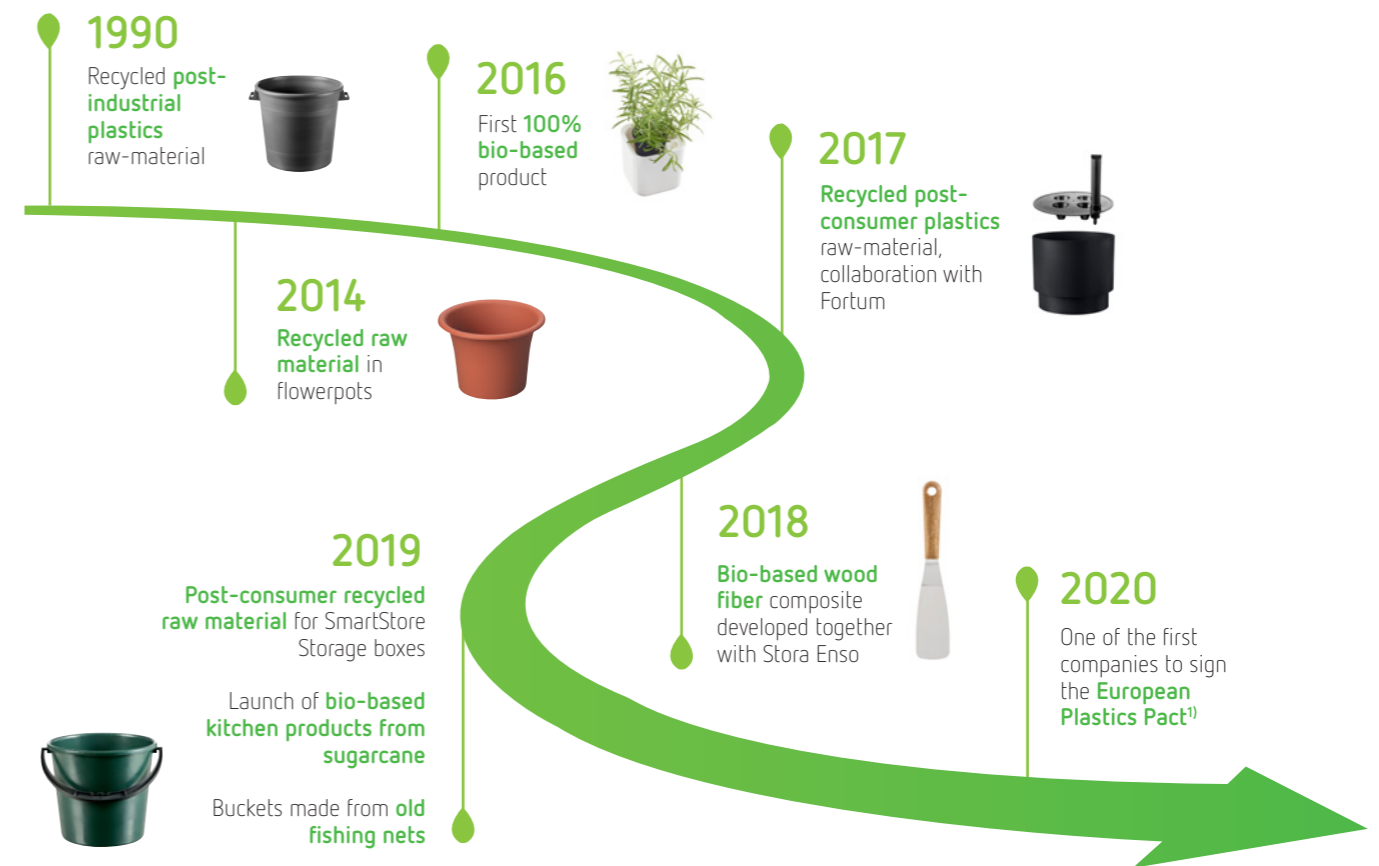 1990
Recycled post-
industrial
plastics
raw-material
2016
First 100%
bio-based
product
2017
Recycled post-
consumer plastics
raw-material,
collaboration with
Fortum
2014
Recycled raw
material in
flowerpots
2018
Bio-based wood
fiber composite
developed together
with Stora Enso
2019
Post-consumer recycled
raw material for SmartStore
Storage boxes
Launch of bio-based
kitchen products from
sugarcane
Buckets made from old
fishing nets
2020
One of the first
companies to sign
the European
Plastics Pact¹⁾